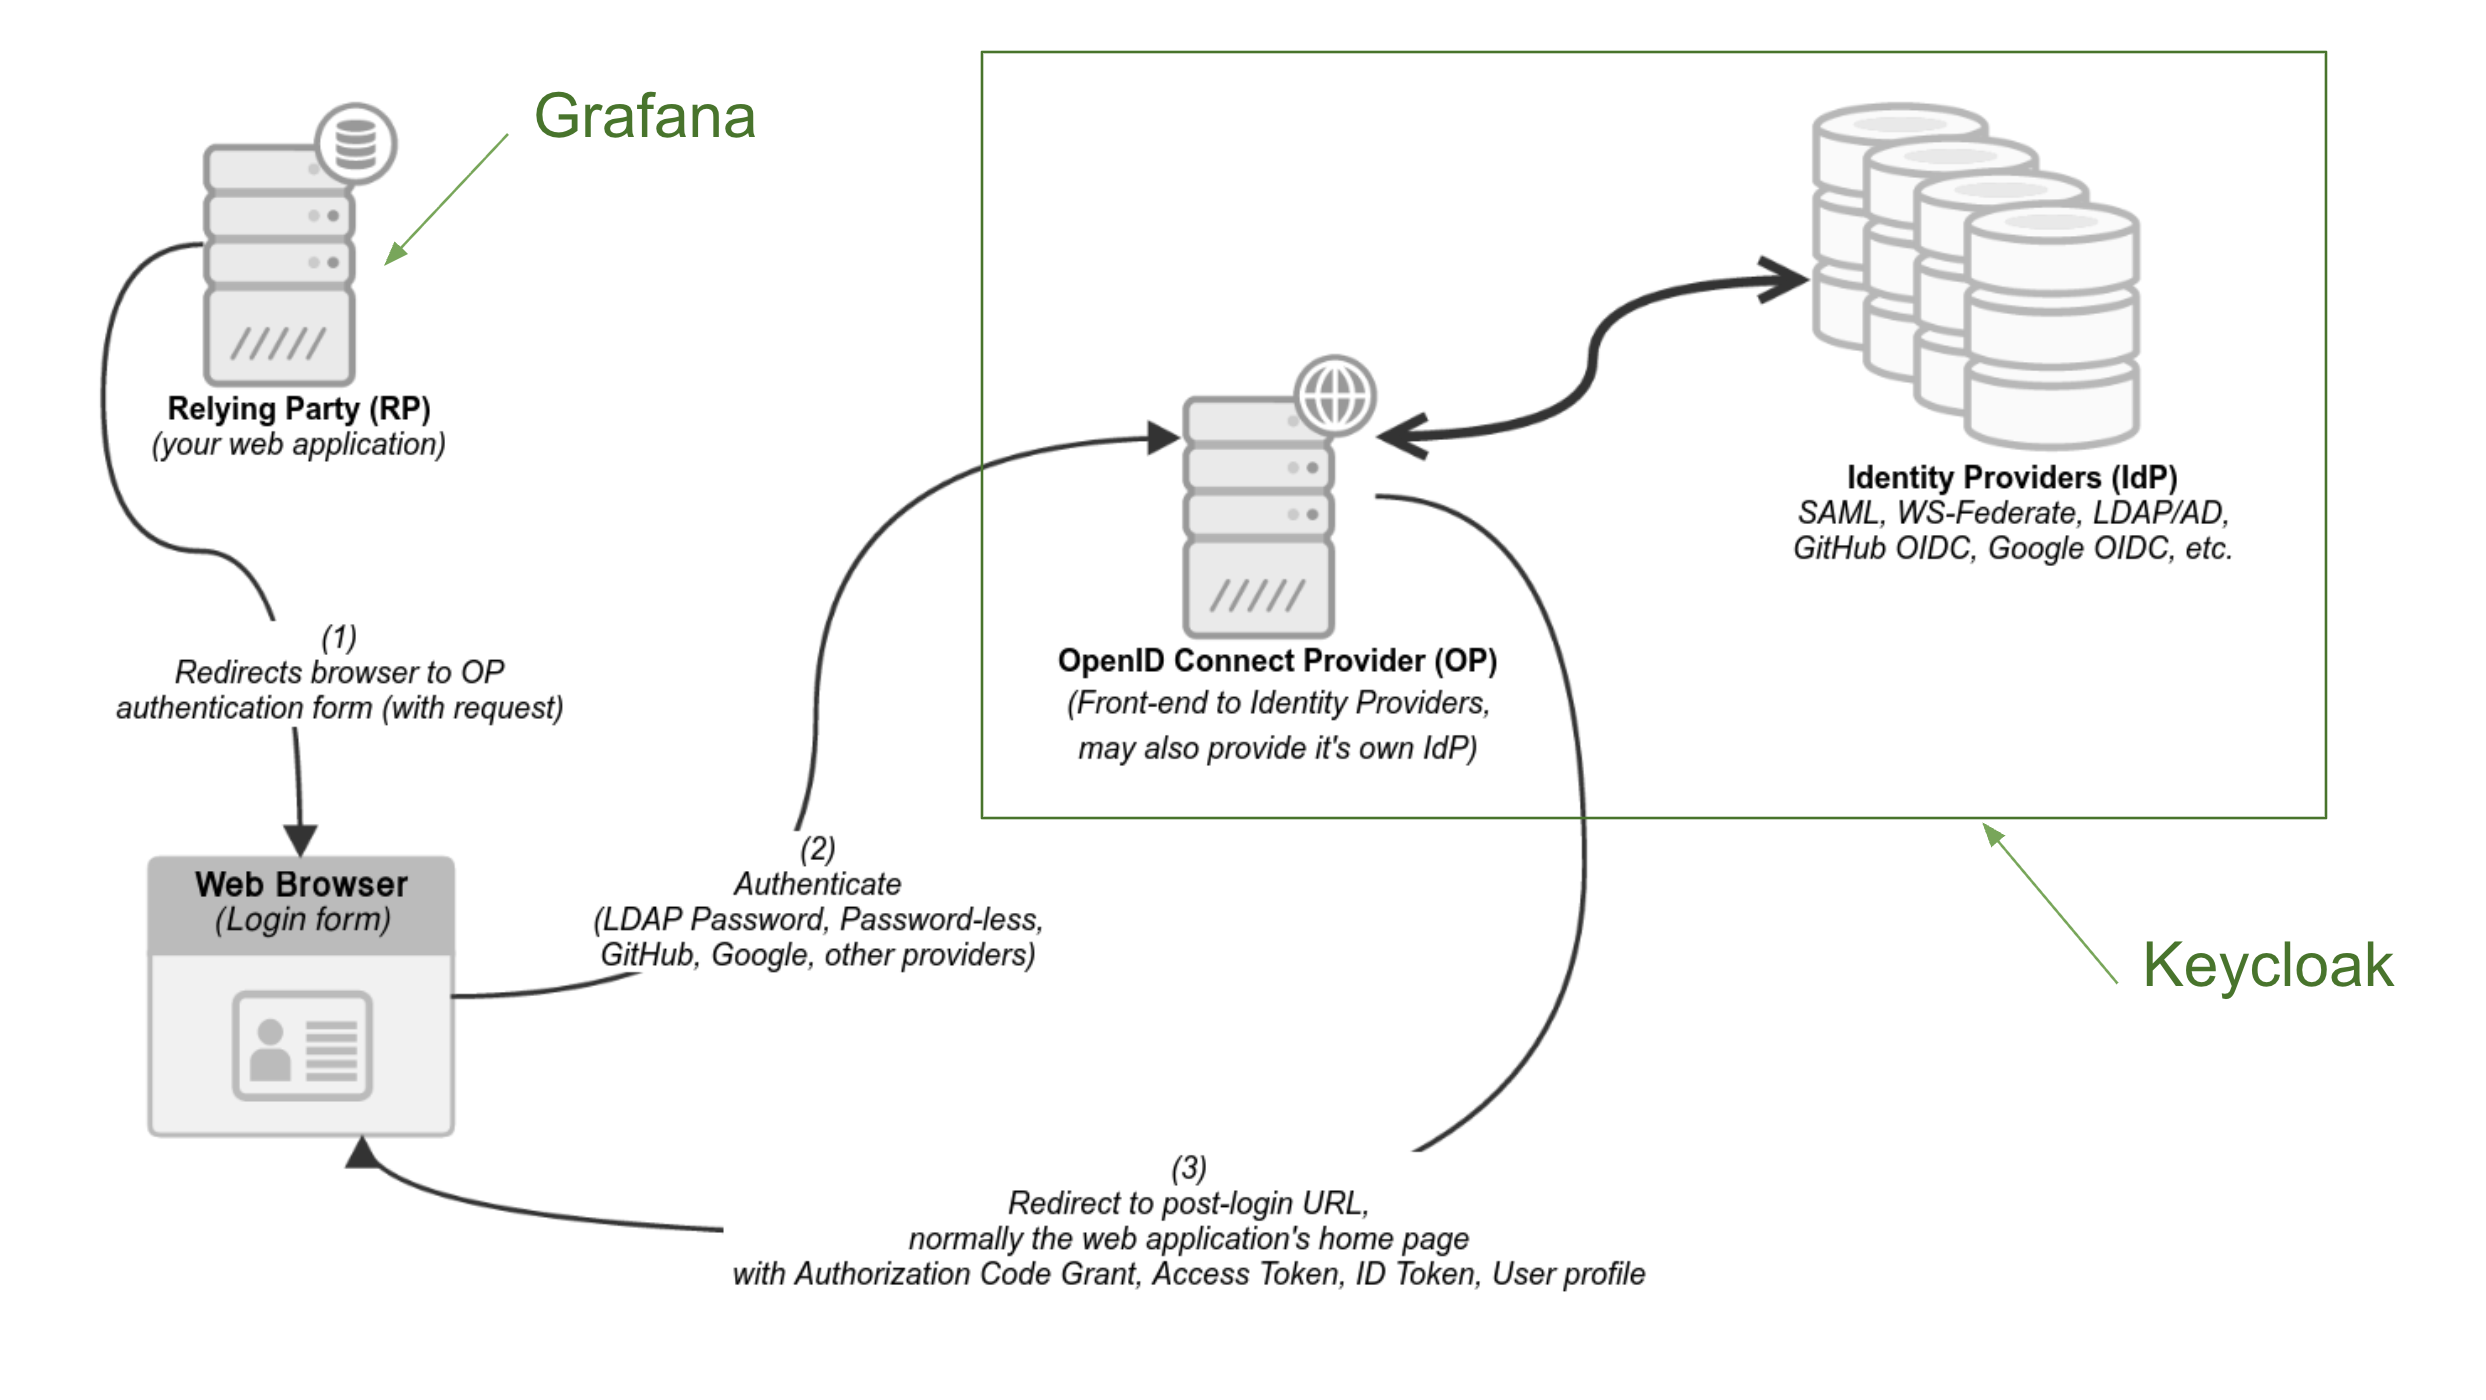 Grafana
Relying Party (RP)
(your web application)
Identity Providers (IdP)
SAML, WS-Federate, LDAP/AD,
GitHub OIDC, Google OIDC, etc.
OpenID Connect Provider (OP)
(Front-end to Identity Providers,
may also provide it's own IdP)
(1)
Redirects browser to OP
authentication form (with request)
Web Browser
(Login form)
(2)
Authenticate
(LDAP Password, Password-less,
GitHub, Google, other providers)
Keycloak
(3)
Redirect to post-login URL,
normally the web application's home page
with Authorization Code Grant, Access Token, ID Token, User profile